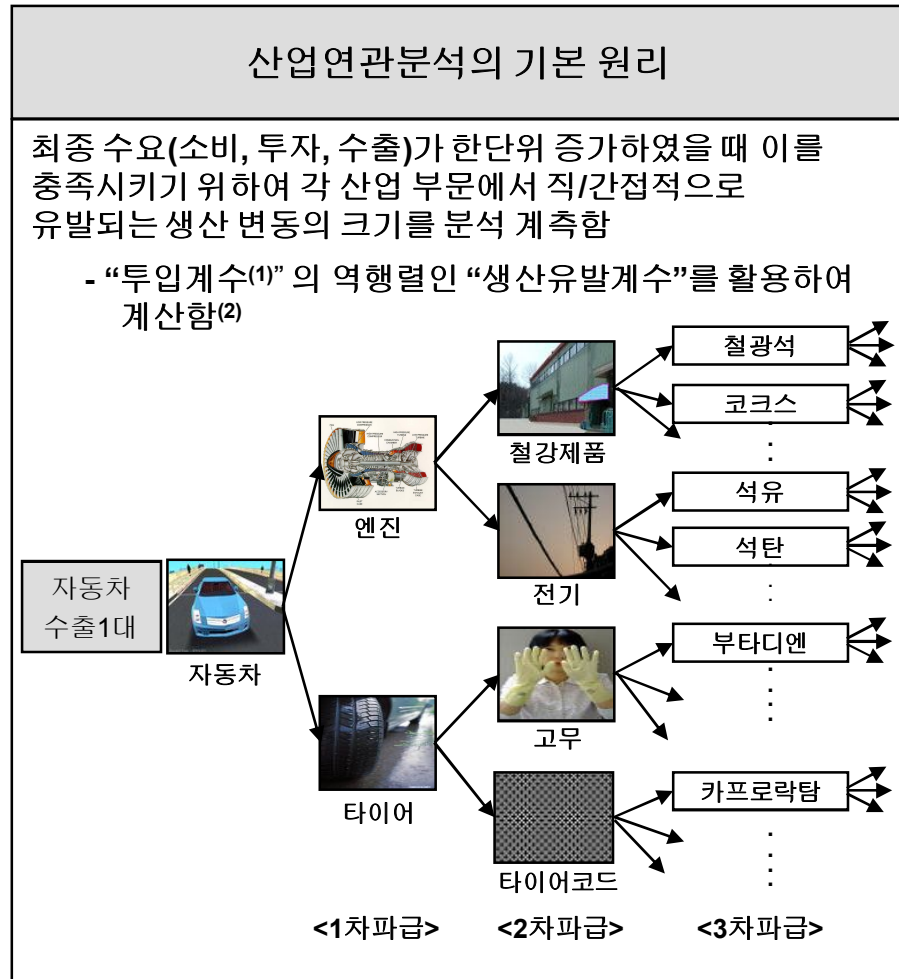 산업연관분석의 기본 원리
최종 수요(소비, 투자, 수출)가 한단위 증가하였을 때 이를
충족시키기 위하여 각 산업 부문에서 직/간접적으로
유발되는 생산 변동의 크기를 분석 계측함
- “투입계수(1)” 의 역행렬인 “생산유발계수”를 활용하여
계산함(2)
철광석
코크스
철강제품
엔진
석유
석탄
전기
자동차
수출1대
자동차
부타디엔
고무
타이어
카프로락탐
타이어코드
<1차파급>
<2차파급>
<3차파급>